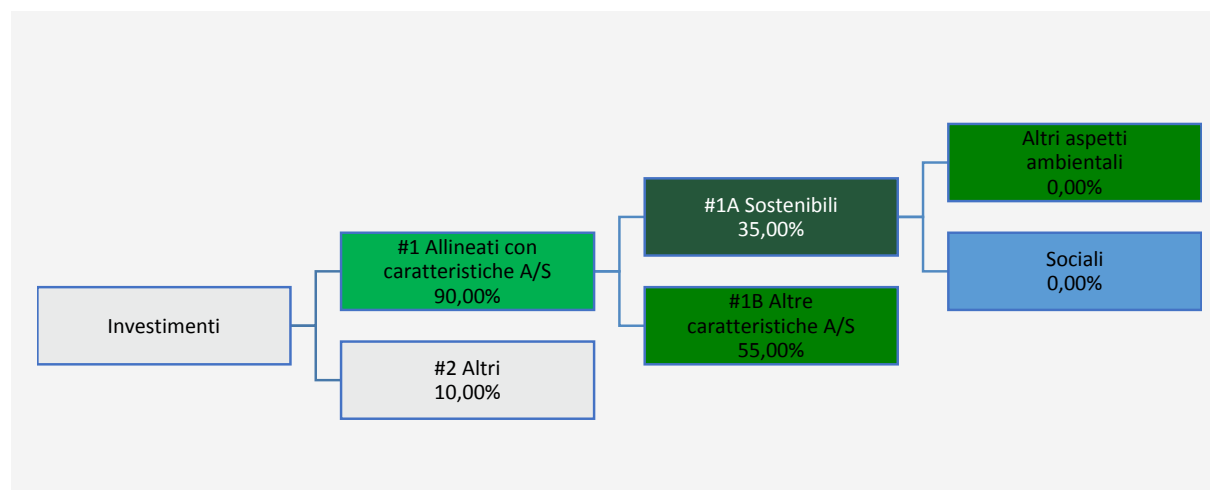 Investimenti
#1 Allineati con
caratteristiche A/S
90,00%
#2 Altri
10,00%
#1A Sostenibili
35,00%
#1B Altre
caratteristiche A/S
55,00%
Altri aspetti
ambientali
0,00%
Sociali
0,00%